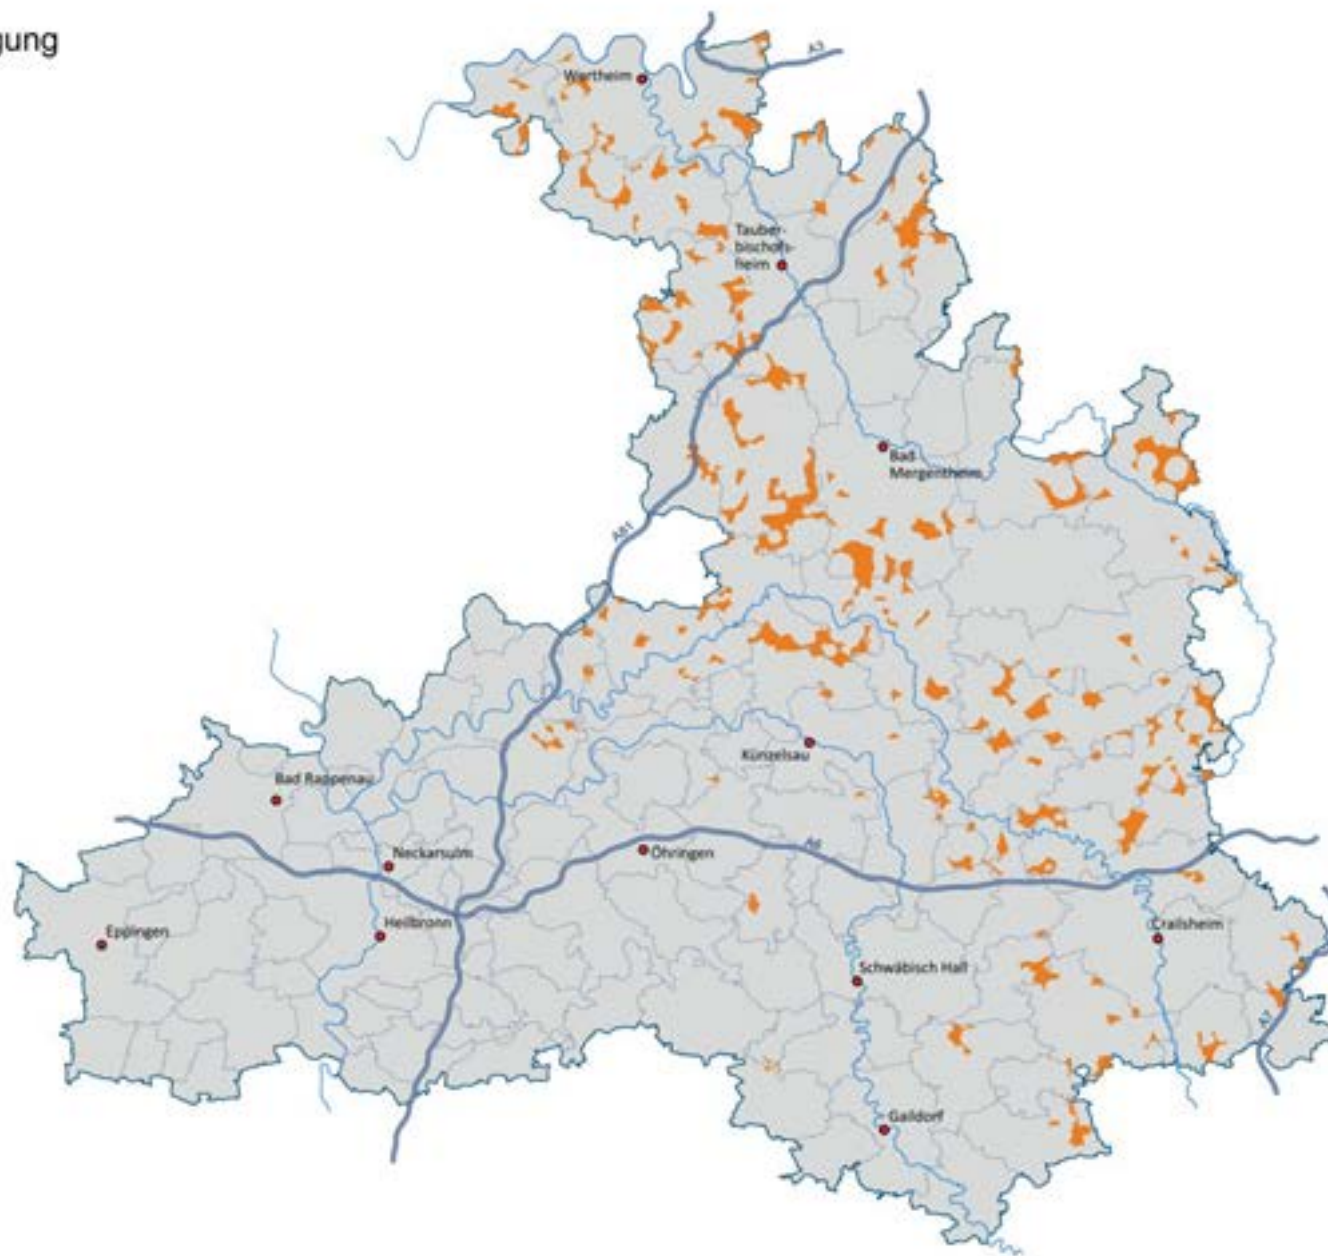 gung
A3
Wertheim
Tauber-
bischofs-
heim
Bad
Mergentheim
A81
Künzelsau
Bad Rappenau
Neckarsulm
Öhringen
A6
Eppingen
Heilbronn
Crailsheim
Schwäbisch Hall
A7
Gaildorf